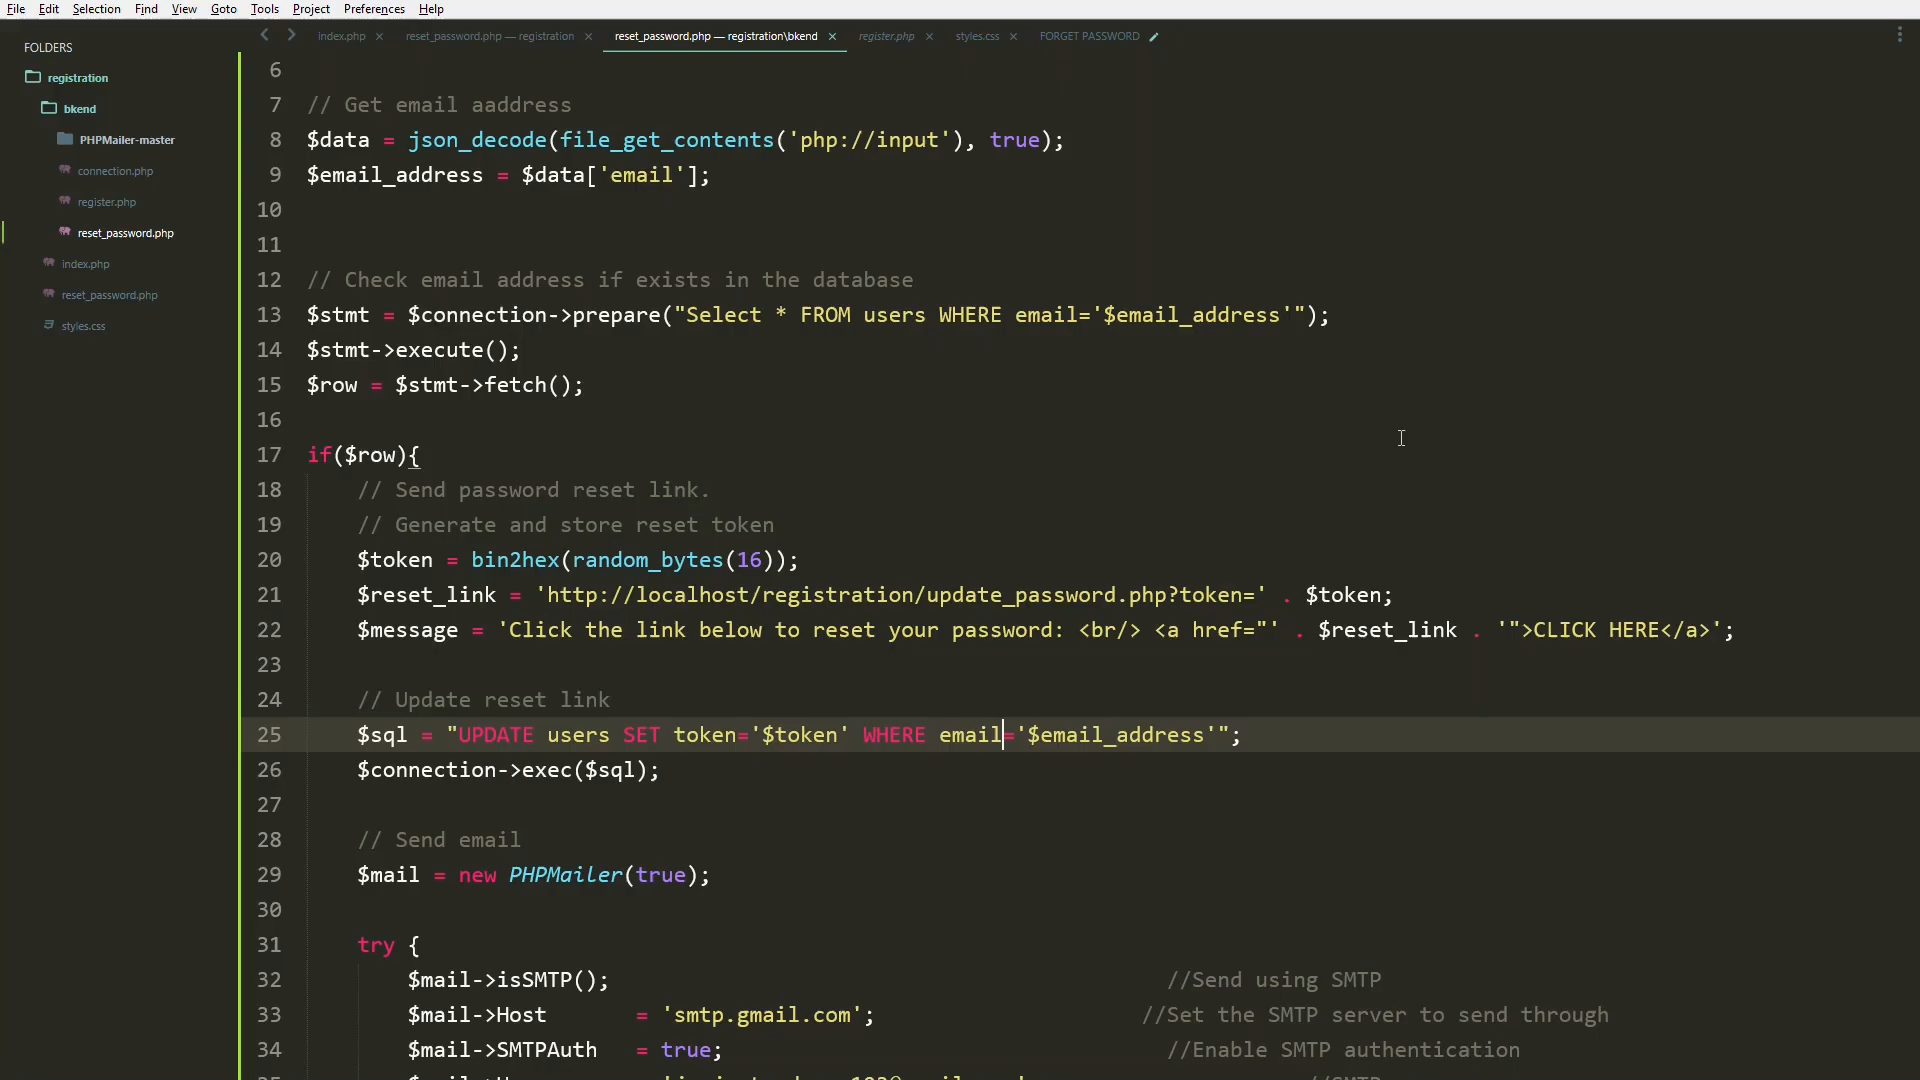 File Edit Selection Find View Goto Tools Project Preferences Help
FOLDERS
registration
bkend
PHPMailer-master
connection.php
register.php
reset_password.php
index.php
reset_password.php
styles.css
index.php × reset_password.php — registration × reset_password.php — registration\bkend × register.php × styles.css × FORGET PASSWORD
6
7 // Get email aaddress
8 $data = json_decode(file_get_contents('php://input'), true);
9 $email_address = $data['email'];
10
11
12 // Check email address if exists in the database
13 $stmt = $connection->prepare("Select * FROM users WHERE email='$email_address'");
14 $stmt->execute();
15 $row = $stmt->fetch();
16
17 if($row){
18 // Send password reset link.
19 // Generate and store reset token
20 $token = bin2hex(random_bytes(16));
21 $reset_link = 'http://localhost/registration/update_password.php?token=' . $token;
22 $message = 'Click the link below to reset your password: <br/> <a href="' . $reset_link . '">CLICK HERE</a>';
23
24 // Update reset link
25 $sql = "UPDATE users SET token='$token' WHERE email='$email_address'";
26 $connection->exec($sql);
27
28 // Send email
29 $mail = new PHPMailer(true);
30
31 try {
32 $mail->isSMTP(); //Send using SMTP
33 $mail->Host = 'smtp.gmail.com'; //Set the SMTP server to send through
34 $mail->SMTPAuth = true; //Enable SMTP authentication